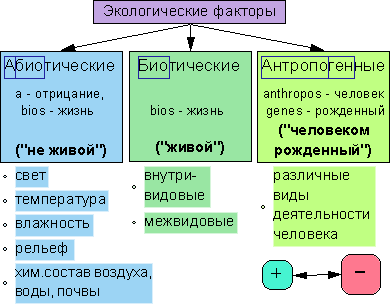 Экологические факторы
Абиотические
а - отрицание,
bios - жизнь
("не живой")
свет
температура
влажность
рельеф
хим.состав воздуха,
воды, почвы
Биотические
bios - жизнь
("живой")
внутри-
видовые
межвидовые
Антропогенные
anthropos - человек
genes - рожденный
("человеком
рожденный")
различные
виды
деятельности
человека
+
−